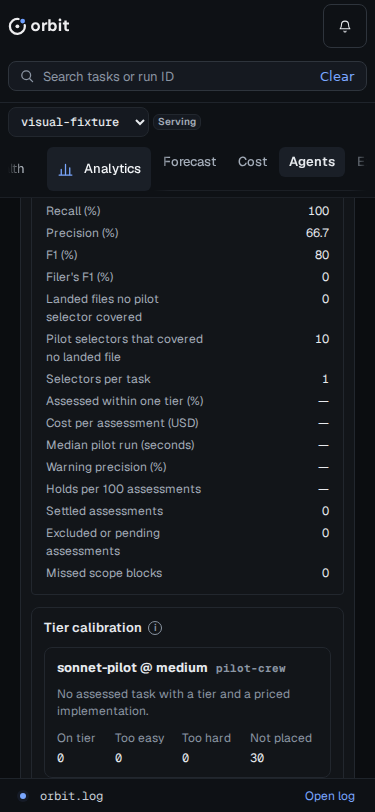 orbit
Search tasks or run ID Clear
visual-fixture Serving
lth Analytics Forecast Cost Agents E
Recall (%) 100
Precision (%) 66.7
F1 (%) 80
Filer's F1 (%) 0
Landed files no pilot 0
selector covered
Pilot selectors that covered 10
no landed file
Selectors per task 1
Assessed within one tier (%) —
Cost per assessment (USD) —
Median pilot run (seconds) —
Warning precision (%) —
Holds per 100 assessments —
Settled assessments 0
Excluded or pending 0
assessments
Missed scope blocks 0
Tier calibration
sonnet-pilot @ medium pilot-crew
No assessed task with a tier and a priced
implementation.
On tier Too easy Too hard Not placed
0 0 0 30
orbit.log Open log